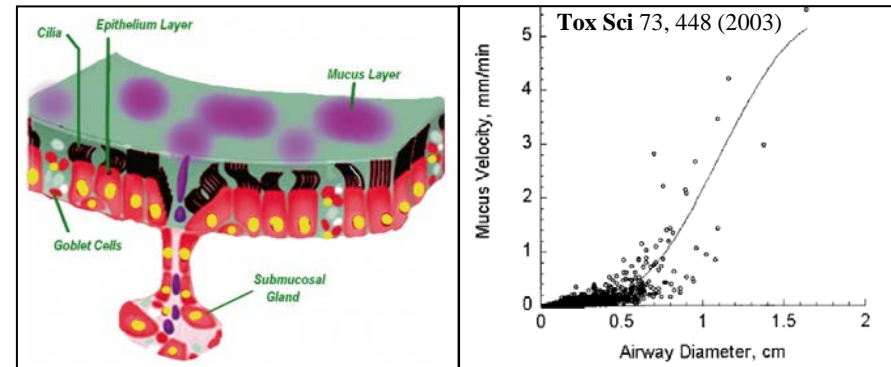 Epithelium Layer
Cilia
Mucus Layer
Goblet Cells
Submucosal
Gland
Tox Sci 73, 448 (2003)
Mucus Velocity, mm/min
5
4
3
2
1
0
0 0.5 1 1.5 2
Airway Diameter, cm